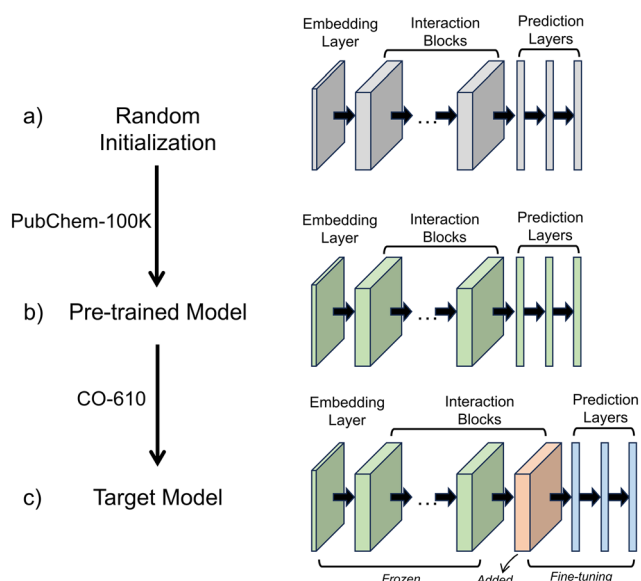 Embedding
Layer
Interaction
Blocks
Prediction
Layers
a)
Random
Initialization
...
PubChem-100K
Embedding
Layer
Interaction
Blocks
Prediction
Layers
b)
Pre-trained Model
...
CO-610
Embedding
Layer
Interaction
Blocks
Prediction
Layers
c)
Target Model
...
Frozen
Added
Fine-tuning